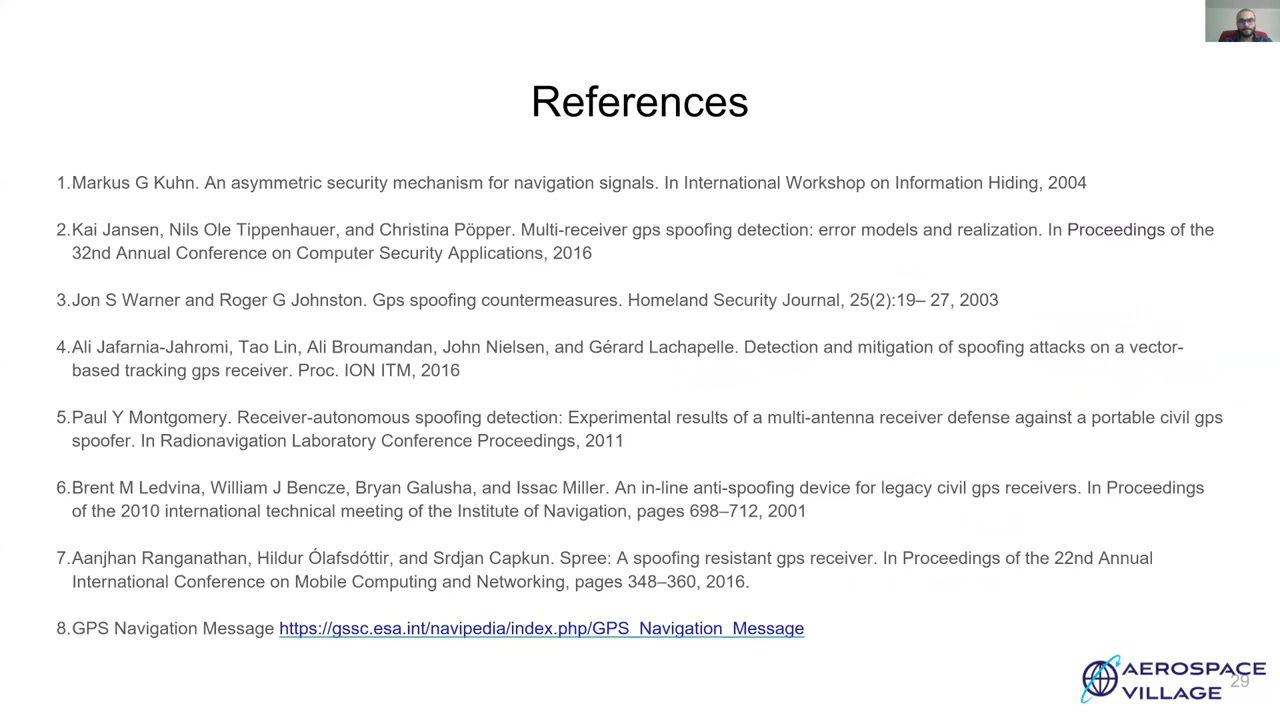 References
1.Markus G Kuhn. An asymmetric security mechanism for navigation signals. In International Workshop on Information Hiding, 2004
2.Kai Jansen, Nils Ole Tippenhauer, and Christina Pöpper. Multi-receiver gps spoofing detection: error models and realization. In Proceedings of the
32nd Annual Conference on Computer Security Applications, 2016
3.Jon S Warner and Roger G Johnston. Gps spoofing countermeasures. Homeland Security Journal, 25(2):19– 27, 2003
4.Ali Jafarnia-Jahromi, Tao Lin, Ali Broumandan, John Nielsen, and Gérard Lachapelle. Detection and mitigation of spoofing attacks on a vector-
based tracking gps receiver. Proc. ION ITM, 2016
5.Paul Y Montgomery. Receiver-autonomous spoofing detection: Experimental results of a multi-antenna receiver defense against a portable civil gps
spoofer. In Radionavigation Laboratory Conference Proceedings, 2011
6.Brent M Ledvina, William J Bencze, Bryan Galusha, and Issac Miller. An in-line anti-spoofing device for legacy civil gps receivers. In Proceedings
of the 2010 international technical meeting of the Institute of Navigation, pages 698–712, 2001
7.Aanjhan Ranganathan, Hildur Ólafsdóttir, and Srdjan Capkun. Spree: A spoofing resistant gps receiver. In Proceedings of the 22nd Annual
International Conference on Mobile Computing and Networking, pages 348–360, 2016.
8.GPS Navigation Message https://gssc.esa.int/navipedia/index.php/GPS_Navigation_Message
AEROSPACE
VILLAGE
29